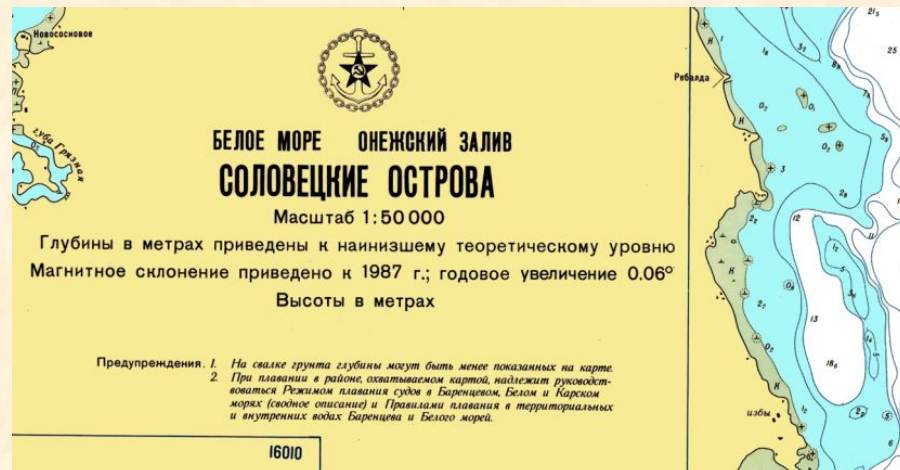 Новососновое
губа Грязная
Ребалда
БЕЛОЕ МОРЕ ОНЕЖСКИЙ ЗАЛИВ
СОЛОВЕЦКИЕ ОСТРОВА
Масштаб 1:50 000
Глубины в метрах приведены к наинизшему теоретическому уровню
Магнитное склонение приведено к 1987 г.; годовое увеличение 0.06°
Высоты в метрах
Предупреждения. 1. На свалке грунта глубины могут быть менее показанных на карте.
2. При плавании в районе, охватываемом картой, надлежит руководст-
воваться Режимом плавания судов в Баренцевом, Белом и Карском
морях (сводное описание) и Правилами плавания в территориальных
и внутренних водах Баренцева и Белого морей.
избы
16010